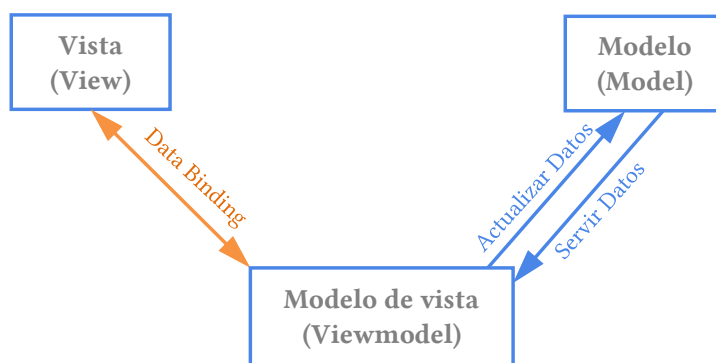 Vista
(View)
Modelo
(Model)
Data Binding
Actualizar Datos
Servir Datos
Modelo de vista
(Viewmodel)